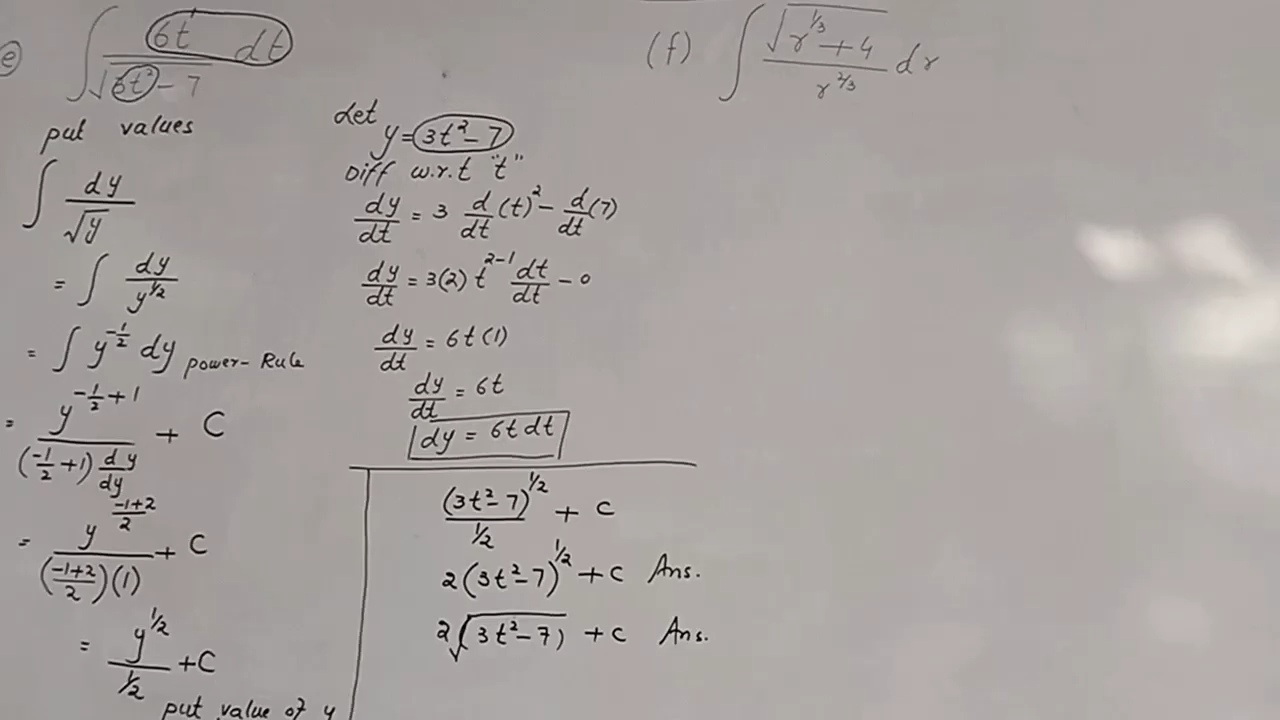 (e) ∫ 6t dt / √(3t² - 7)
put values
∫ dy / √y
= ∫ dy / y^(1/2)
= ∫ y^(-1/2) dy power-Rule
= y^(-1/2 + 1) / ((-1/2 + 1) dy/dy) + C
= y^((-1+2)/2) / (((-1+2)/2)(1)) + C
= y^(1/2) / (1/2) + C
put value of y
Let
y = 3t² - 7
Diff w.r.t "t"
dy/dt = 3 d/dt (t)² - d/dt (7)
dy/dt = 3(2) t^(2-1) dt/dt - 0
dy/dt = 6t(1)
dy/dt = 6t
dy = 6t dt
(3t² - 7)^(1/2) / (1/2) + C
2(3t² - 7)^(1/2) + C Ans.
2√(3t² - 7) + C Ans.
(f) ∫ √(r^(1/3) + 4) / r^(2/3) dr